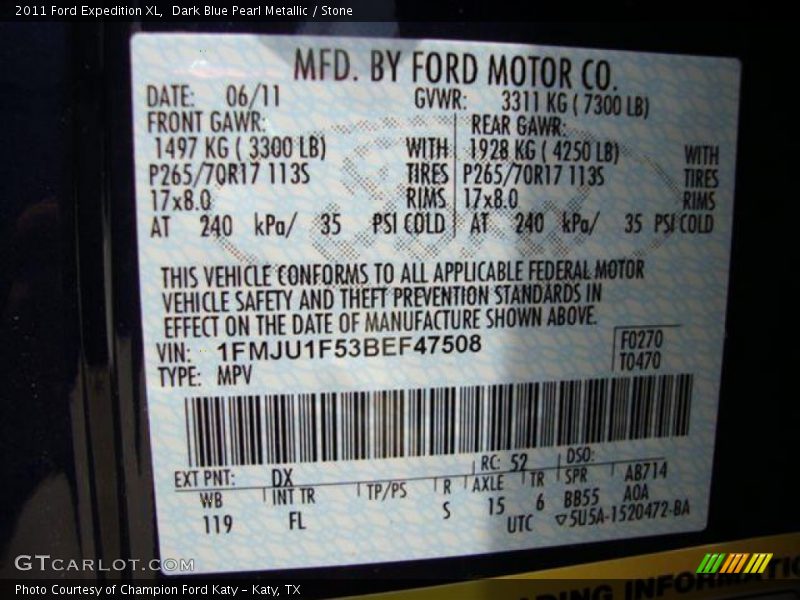 2011 Ford Expedition XL,  Dark Blue Pearl Metallic / Stone
MFD. BY FORD MOTOR CO.
DATE: 06/11 GVWR: 3311 KG ( 7300 LB)
FRONT GAWR: REAR GAWR:
1497 KG ( 3300 LB) WITH 1928 KG ( 4250 LB) WITH
P265/70R17 113S TIRES P265/70R17 113S TIRES
17x8.0 RIMS 17x8.0 RIMS
AT 240 kPa/ 35 PSI COLD AT 240 kPa/ 35 PSI COLD
THIS VEHICLE CONFORMS TO ALL APPLICABLE FEDERAL MOTOR
VEHICLE SAFETY AND THEFT PREVENTION STANDARDS IN
EFFECT ON THE DATE OF MANUFACTURE SHOWN ABOVE.
VIN: 1FMJU1F53BEF47508 F0270
TYPE: MPV T0470
EXT PNT: DX RC: 52 DSO:
WB INT TR TP/PS R AXLE TR SPR AB714
119 FL S 15 6 BB55 A0A
UTC ▽5U5A-1520472-BA
GTCARLOT.COM
Photo Courtesy of Champion Ford Katy – Katy, TX